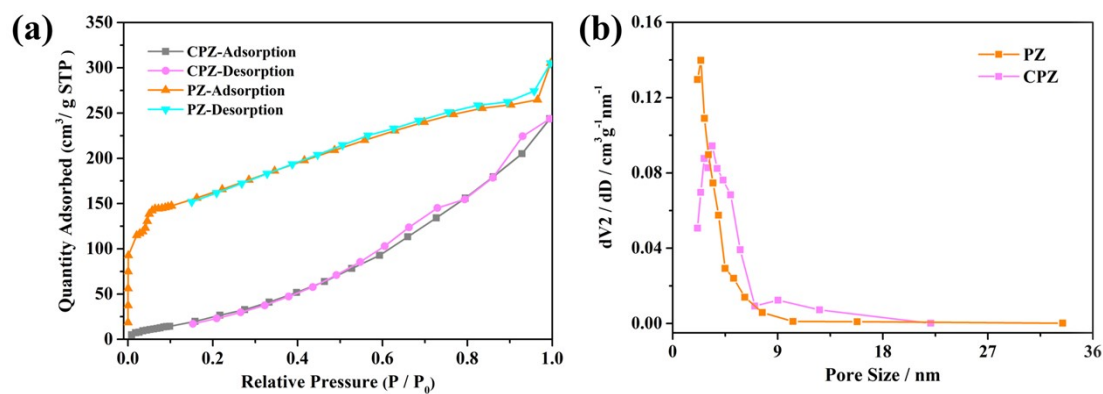 (a)
350
300
250
200
150
100
50
0
Quantity Adsorbed (cm³/ g STP )
CPZ-Adsorption
CPZ-Desorption
PZ-Adsorption
PZ-Desorption
0.0 0.2 0.4 0.6 0.8 1.0
Relative Pressure (P / P₀)
(b)
0.16
0.12
0.08
0.04
0.00
dV2 / dD / cm³g⁻¹nm⁻¹
PZ
CPZ
0 9 18 27 36
Pore Size / nm